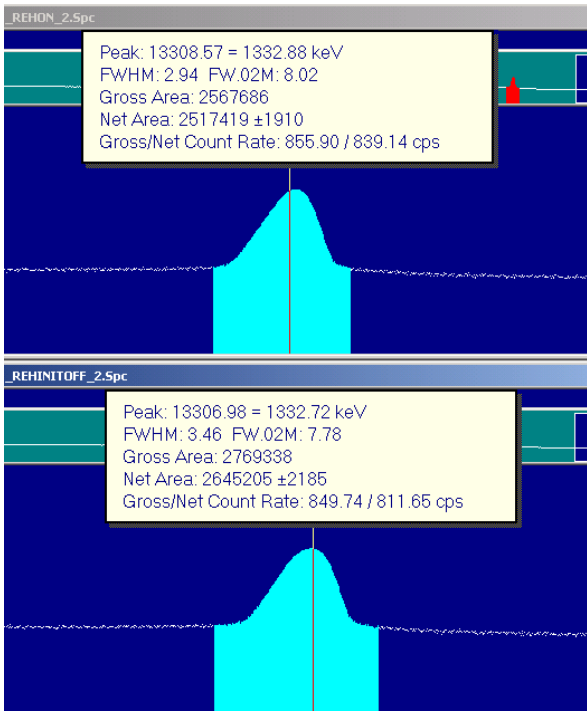 _REHON_2.Spc
Peak: 13308.57 = 1332.88 keV
FWHM: 2.94 FW.02M: 8.02
Gross Area: 2567686
Net Area: 2517419 ±1910
Gross/Net Count Rate: 855.90 / 839.14 cps
_REHINITOFF_2.Spc
Peak: 13306.98 = 1332.72 keV
FWHM: 3.46 FW.02M: 7.78
Gross Area: 2769338
Net Area: 2645205 ±2185
Gross/Net Count Rate: 849.74 / 811.65 cps